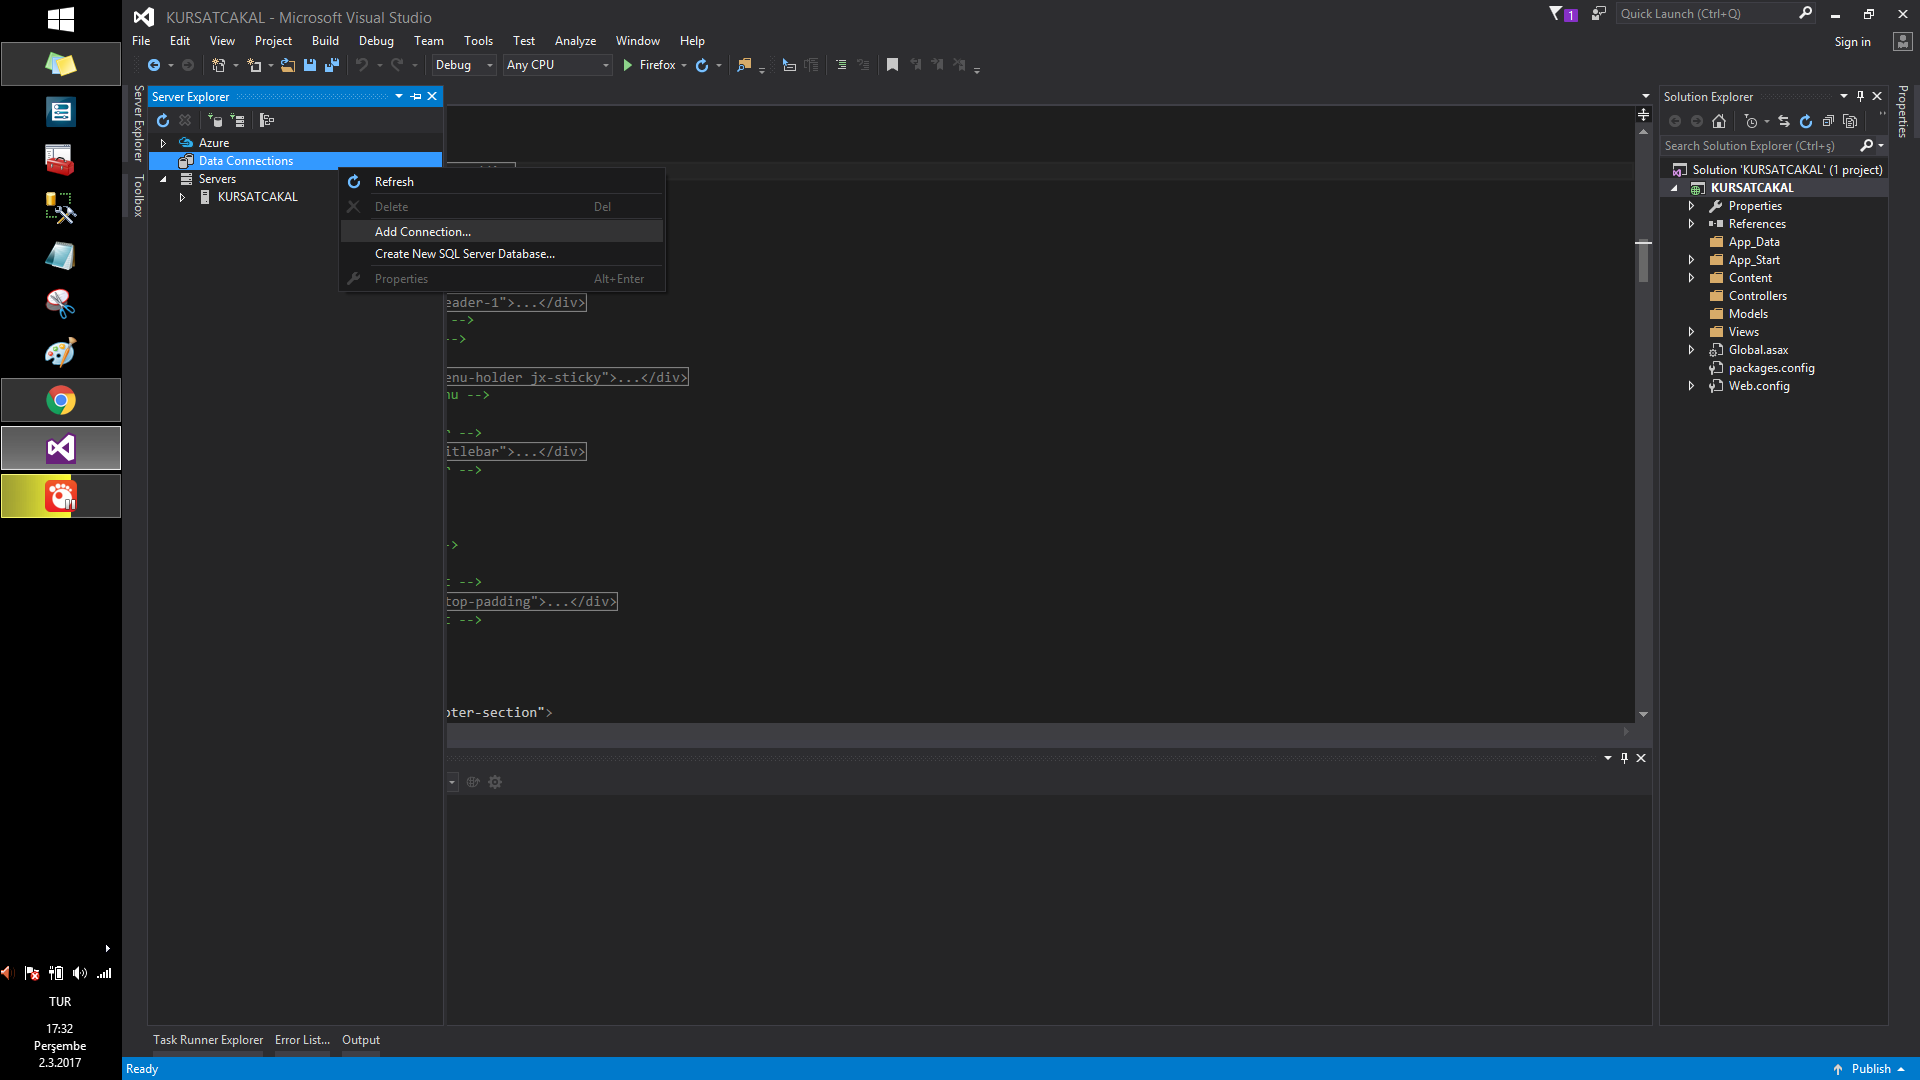 KURSATCAKAL - Microsoft Visual Studio
1
Quick Launch (Ctrl+Q)
File Edit View Project Build Debug Team Tools Test Analyze Window Help
Sign in
Debug Any CPU Firefox
Server Explorer
Toolbox
Server Explorer
Azure
Data Connections
Servers
KURSATCAKAL
Refresh
Delete Del
Add Connection...
Create New SQL Server Database...
Properties Alt+Enter
eader-1">...</div>
-->
-->
enu-holder jx-sticky">...</div>
nu -->
-->
itlebar">...</div>
-->
->
t -->
top-padding">...</div>
t -->
oter-section">
Solution Explorer
Search Solution Explorer (Ctrl+ş)
Solution 'KURSATCAKAL' (1 project)
KURSATCAKAL
Properties
References
App_Data
App_Start
Content
Controllers
Models
Views
Global.asax
packages.config
Web.config
Properties
Task Runner Explorer Error List... Output
Ready
Publish
TUR
17:32
Perşembe
2.3.2017